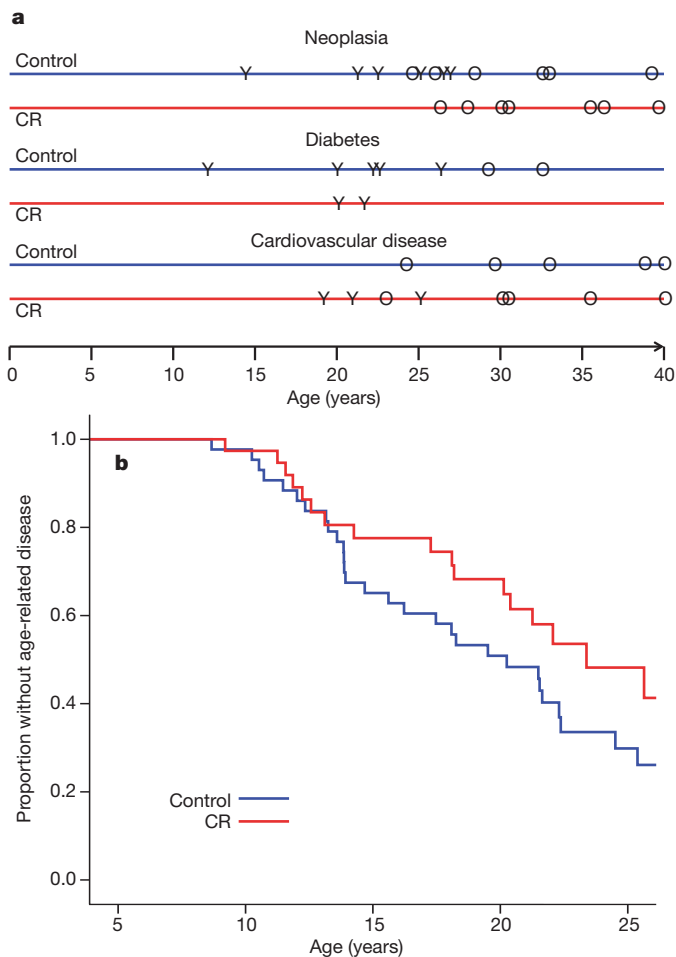 a
Neoplasia
Control
Y Y Y O O Y Y Y O O O O
O O O O O O O
CR
Diabetes
Control
Y Y Y Y Y O O
Y Y
CR
Cardiovascular disease
Control
O O O O O
Y Y O Y O O O O
CR
0 5 10 15 20 25 30 35 40
Age (years)
b
1.0
0.8
0.6
0.4
0.2
0.0
Proportion without age-related disease
Control
CR
5 10 15 20 25
Age (years)